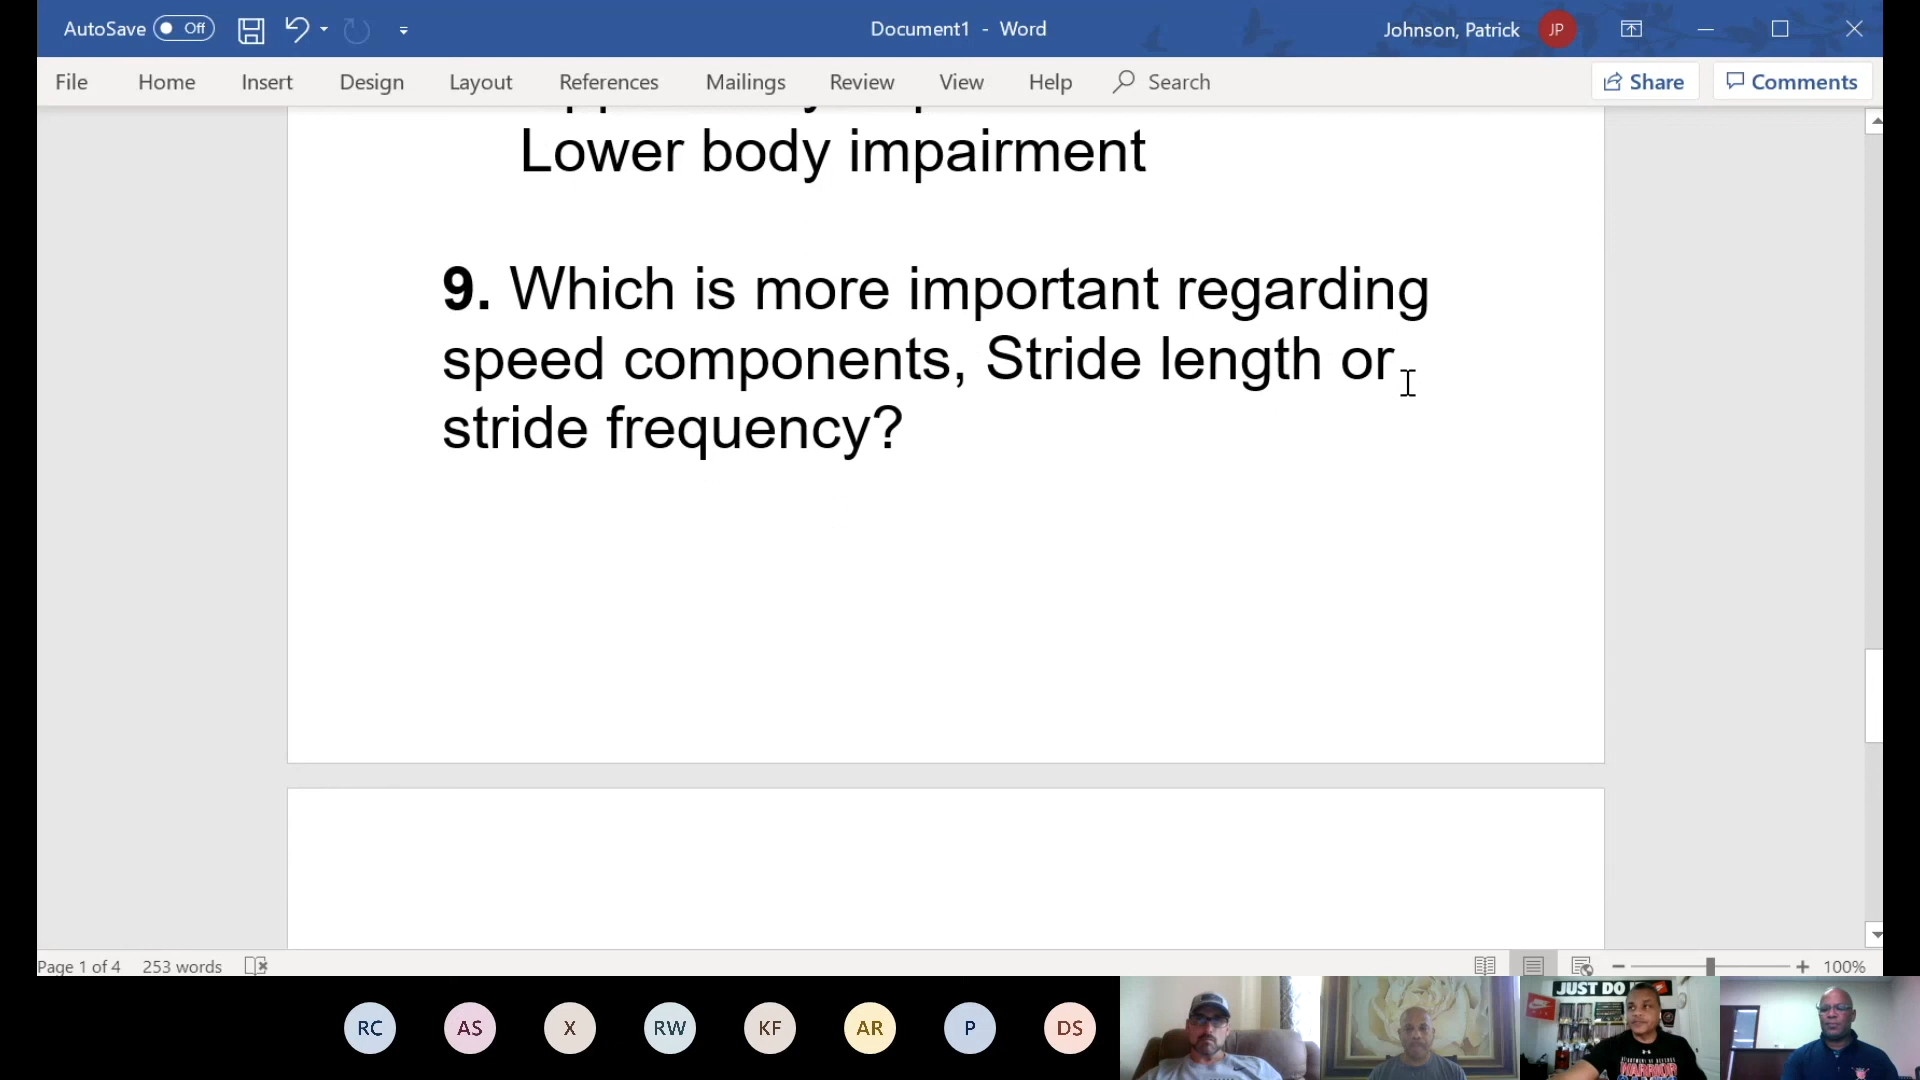 AutoSave Off Document1 - Word Johnson, Patrick JP
File Home Insert Design Layout References Mailings Review View Help Search Share Comments
Lower body impairment
9. Which is more important regarding
speed components, Stride length or
stride frequency?
Page 1 of 4 253 words 100%
RC AS X RW KF AR P DS
JUST DO
WARRIOR